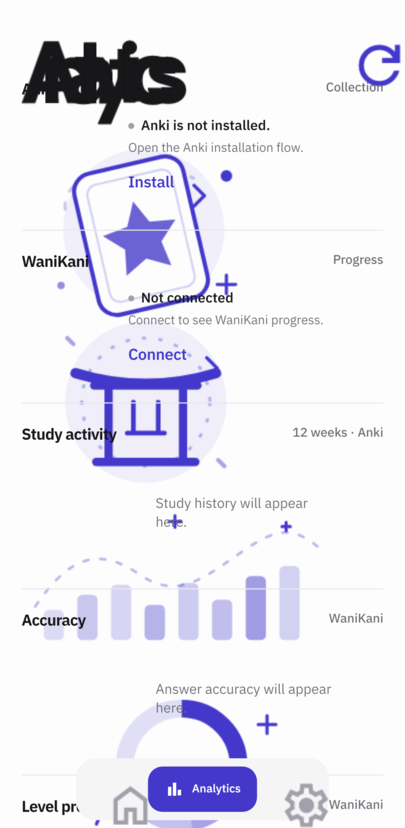 Collection
Anki is not installed.
Open the Anki installation flow.
Install
WaniKani
Progress
Not connected
Connect to see WaniKani progress.
Connect
Study activity
12 weeks · Anki
Study history will appear
here.
Accuracy
WaniKani
Answer accuracy will appear
here.
Analytics
Level
WaniKani